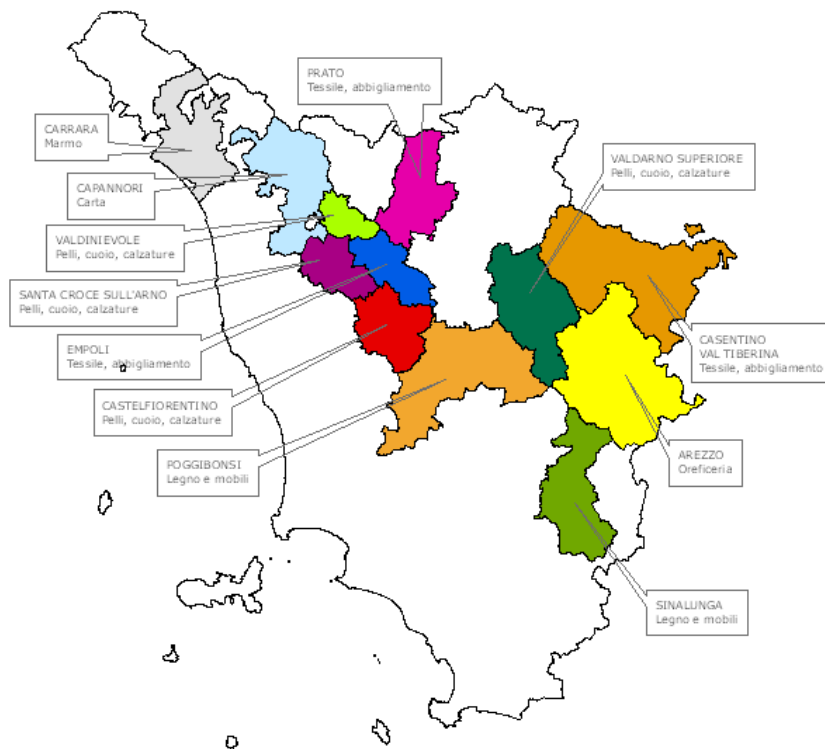 PRATO
Tessile, abbigliamento
CARRARA
Marmo
VALDARNO SUPERIORE
Pelli, cuoio, calzature
CAPANNORI
Carta
VALDINIEVOLE
Pelli, cuoio, calzature
SANTA CROCE SULL'ARNO
Pelli, cuoio, calzature
CASENTINO
VAL TIBERINA
Tessile, abbigliamento
EMPOLI
Tessile, abbigliamento
CASTELFIORENTINO
Pelli, cuoio, calzature
AREZZO
Oreficeria
POGGIBONSI
Legno e mobili
SINALUNGA
Legno e mobili